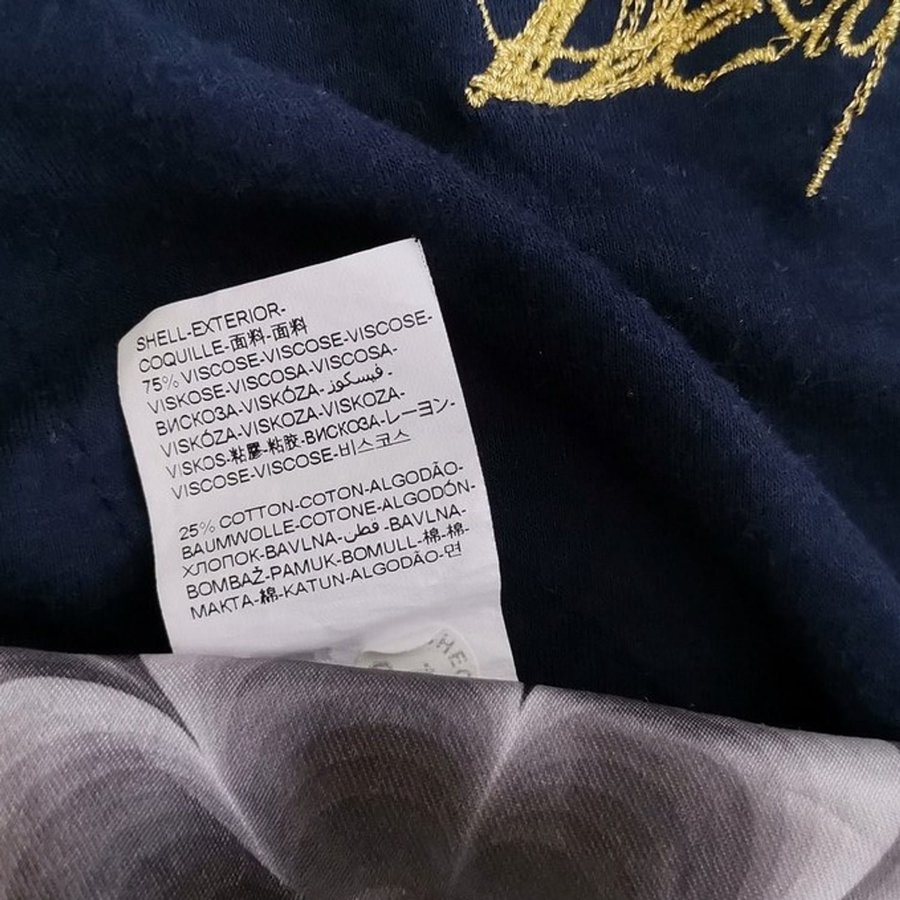 SHELL-EXTERIOR-
COQUILLE-面料-面料
75% VISCOSE-VISCOSE-VISCOSE-
VISKOSE-VISCOSA-VISCOSA-
ВИСКОЗА-VISKÓZA-فيسكوز-
VISKÓZA-VISKOZA-VISKOZA-
VISKOS-粘膠-粘胶-ВИСКОЗА-レーヨン-
VISCOSE-VISCOSE-비스코스
25% COTTON-COTON-ALGODÃO-
BAUMWOLLE-COTONE-ALGODÓN-
ХЛОПОК-BAVLNA-قطن-BAVLNA-
BOMBAŽ-PAMUK-BOMULL-棉-棉-
MAKTA-棉-KATUN-ALGODÃO-면